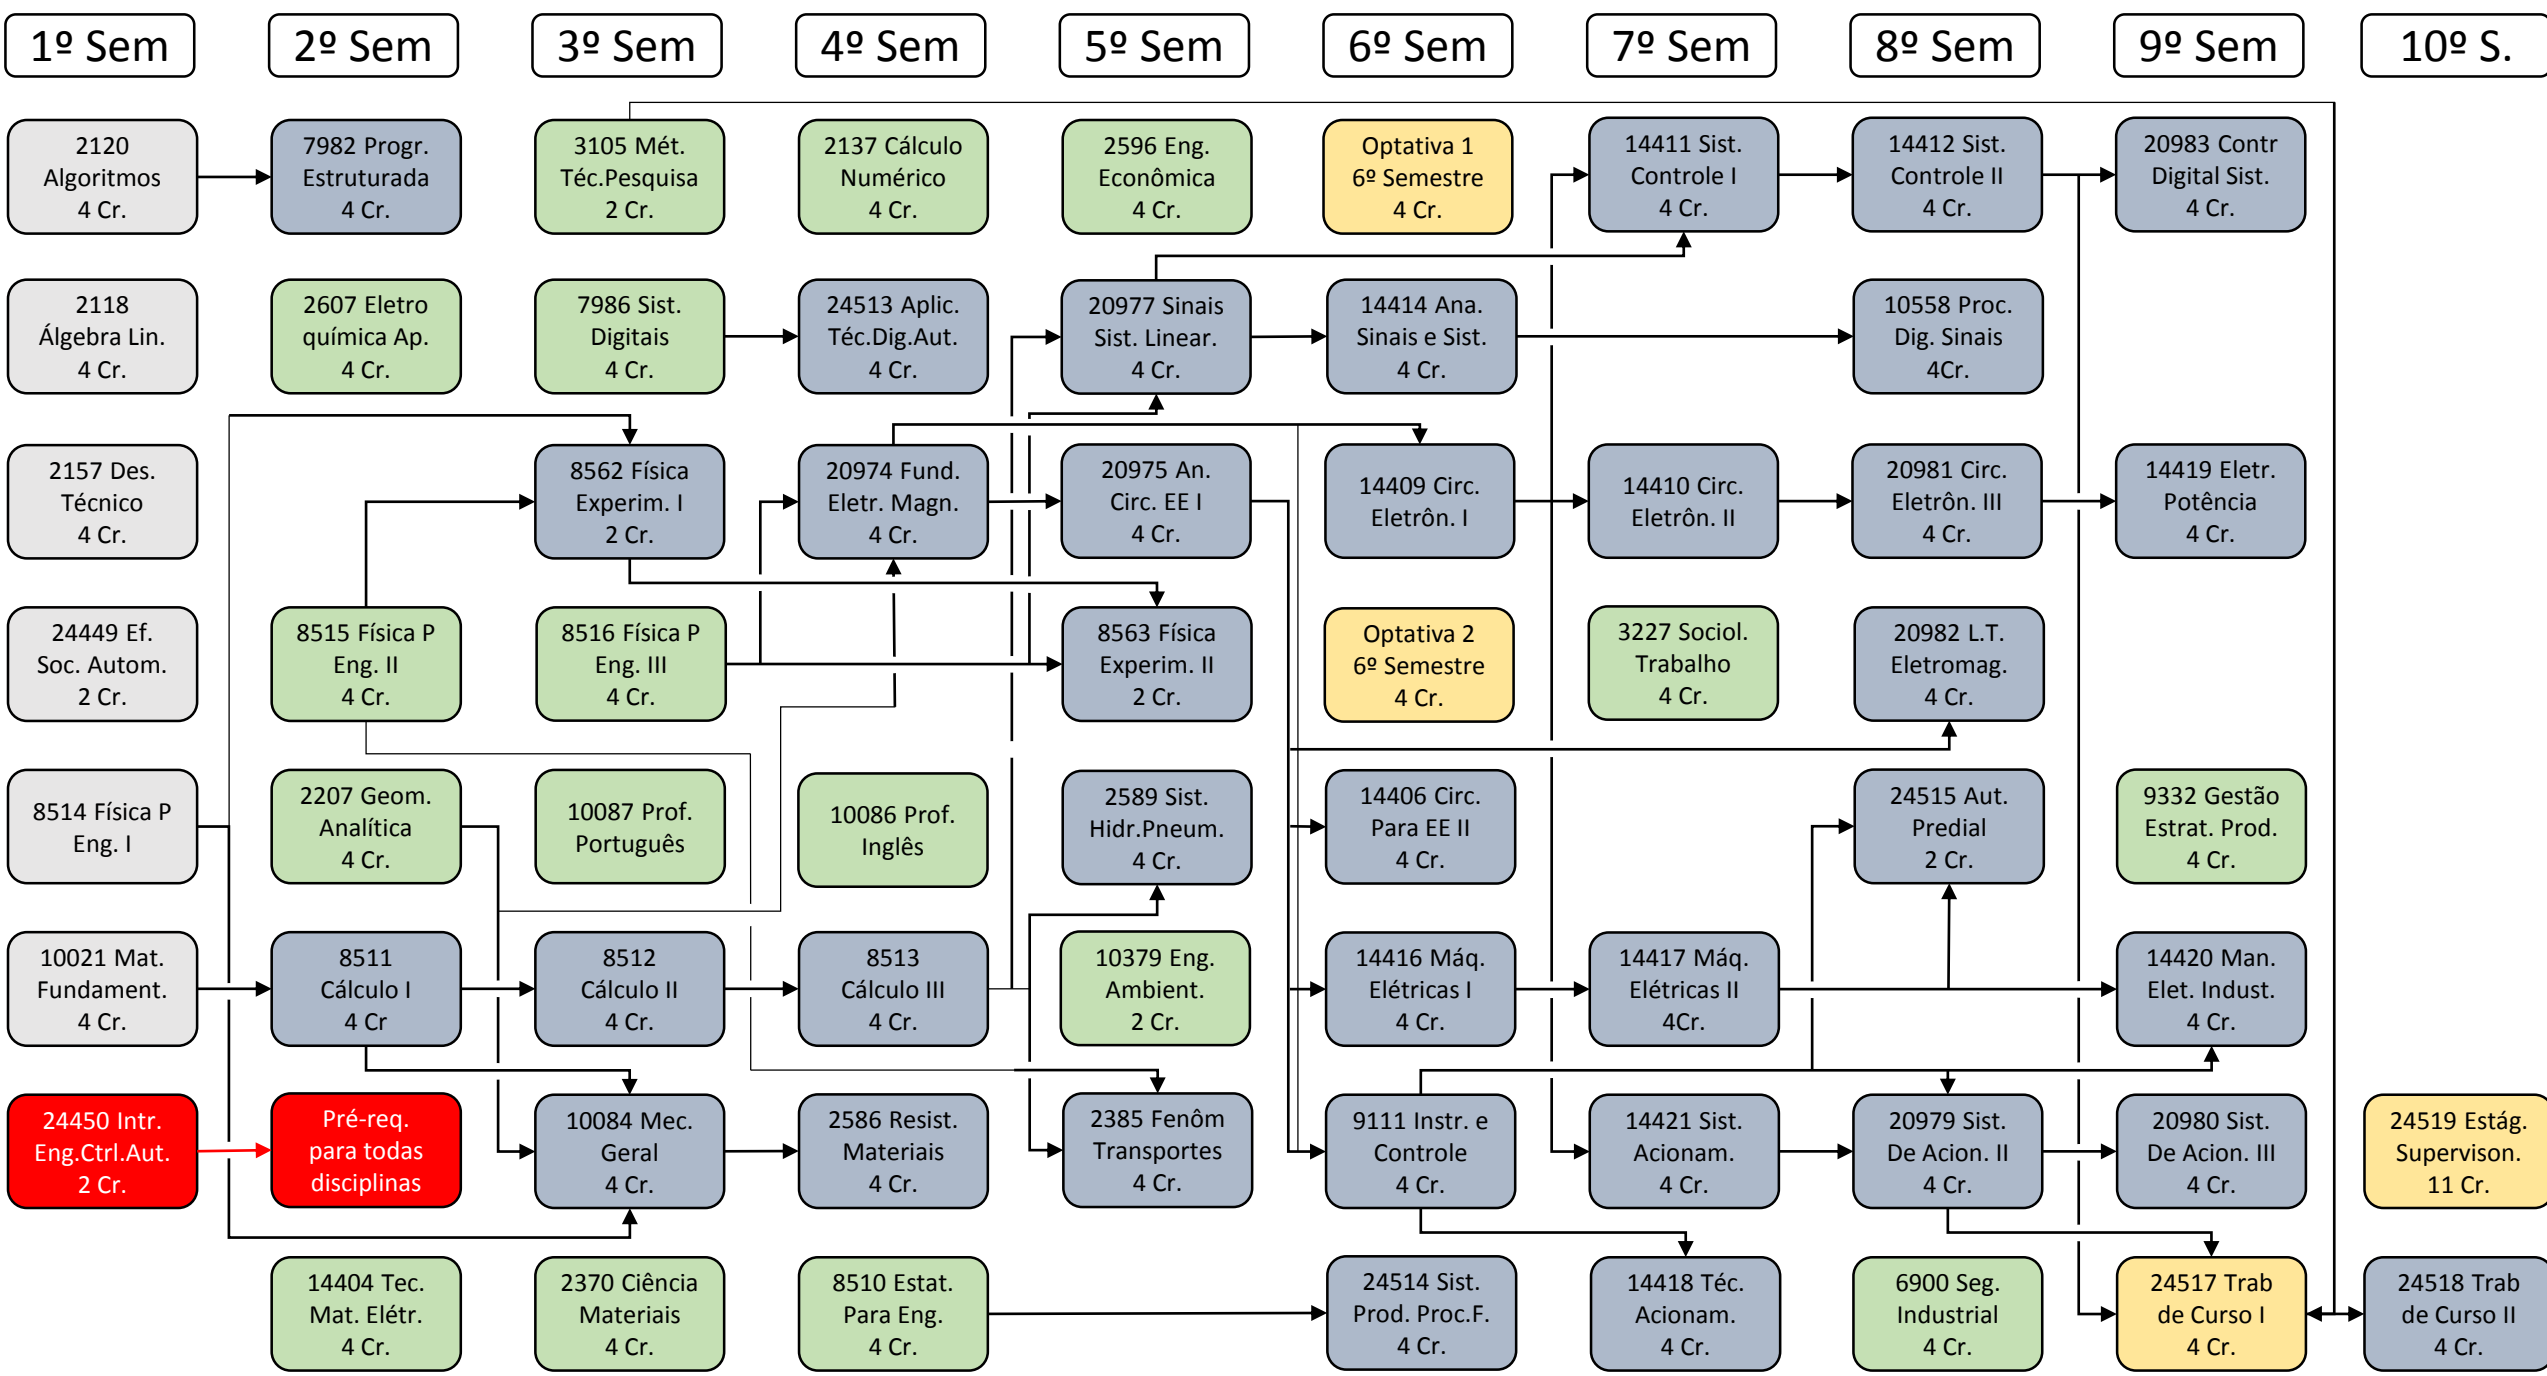 1º Sem
2º Sem
3º Sem
4º Sem
5º Sem
6º Sem
7º Sem
8º Sem
9º Sem
10º S.
2120
Algoritmos
4 Cr.
7982 Progr.
Estruturada
4 Cr.
3105 Mét.
Téc.Pesquisa
2 Cr.
2137 Cálculo
Numérico
4 Cr.
2596 Eng.
Econômica
4 Cr.
Optativa 1
6º Semestre
4 Cr.
14411 Sist.
Controle I
4 Cr.
14412 Sist.
Controle II
4 Cr.
20983 Contr
Digital Sist.
4 Cr.
2118
Álgebra Lin.
4 Cr.
2607 Eletro
química Ap.
4 Cr.
7986 Sist.
Digitais
4 Cr.
24513 Aplic.
Téc.Dig.Aut.
4 Cr.
20977 Sinais
Sist. Linear.
4 Cr.
14414 Ana.
Sinais e Sist.
4 Cr.
10558 Proc.
Dig. Sinais
4Cr.
2157 Des.
Técnico
4 Cr.
8562 Física
Experim. I
2 Cr.
20974 Fund.
Eletr. Magn.
4 Cr.
20975 An.
Circ. EE I
4 Cr.
14409 Circ.
Eletrôn. I
14410 Circ.
Eletrôn. II
20981 Circ.
Eletrôn. III
4 Cr.
14419 Eletr.
Potência
4 Cr.
24449 Ef.
Soc. Autom.
2 Cr.
8515 Física P
Eng. II
4 Cr.
8516 Física P
Eng. III
4 Cr.
8563 Física
Experim. II
2 Cr.
Optativa 2
6º Semestre
4 Cr.
3227 Sociol.
Trabalho
4 Cr.
20982 L.T.
Eletromag.
4 Cr.
8514 Física P
Eng. I
2207 Geom.
Analítica
4 Cr.
10087 Prof.
Português
10086 Prof.
Inglês
2589 Sist.
Hidr.Pneum.
4 Cr.
14406 Circ.
Para EE II
4 Cr.
24515 Aut.
Predial
2 Cr.
9332 Gestão
Estrat. Prod.
4 Cr.
10021 Mat.
Fundament.
4 Cr.
8511
Cálculo I
4 Cr
8512
Cálculo II
4 Cr.
8513
Cálculo III
4 Cr.
10379 Eng.
Ambient.
2 Cr.
14416 Máq.
Elétricas I
4 Cr.
14417 Máq.
Elétricas II
4Cr.
14420 Man.
Elet. Indust.
4 Cr.
24450 Intr.
Eng.Ctrl.Aut.
2 Cr.
Pré-req.
para todas
disciplinas
10084 Mec.
Geral
4 Cr.
2586 Resist.
Materiais
4 Cr.
2385 Fenôm
Transportes
4 Cr.
9111 Instr. e
Controle
4 Cr.
14421 Sist.
Acionam.
4 Cr.
20979 Sist.
De Acion. II
4 Cr.
20980 Sist.
De Acion. III
4 Cr.
24519 Estág.
Supervison.
11 Cr.
14404 Tec.
Mat. Elétr.
4 Cr.
2370 Ciência
Materiais
4 Cr.
8510 Estat.
Para Eng.
4 Cr.
24514 Sist.
Prod. Proc.F.
4 Cr.
14418 Téc.
Acionam.
4 Cr.
6900 Seg.
Industrial
4 Cr.
24517 Trab
de Curso I
4 Cr.
24518 Trab
de Curso II
4 Cr.